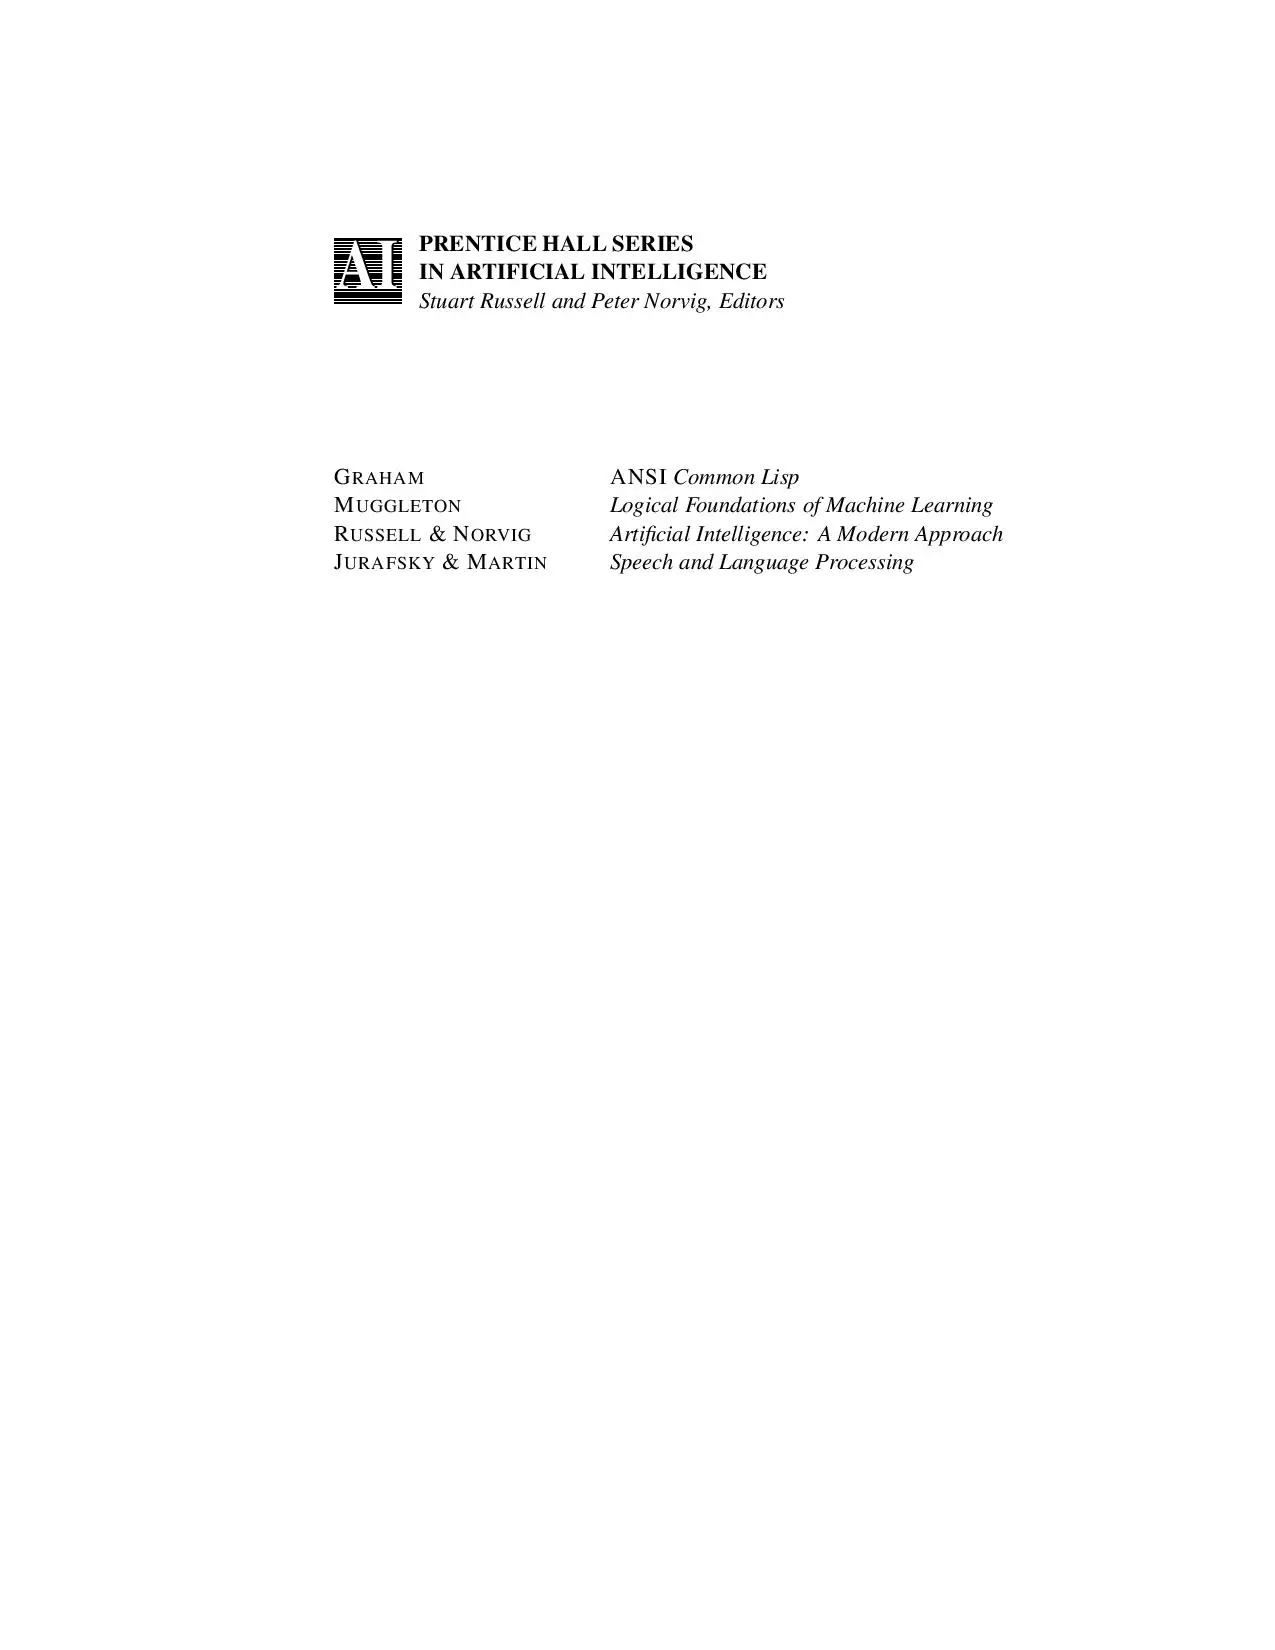 AI
PRENTICE HALL SERIES
IN ARTIFICIAL INTELLIGENCE
Stuart Russell and Peter Norvig, Editors
GRAHAM ANSI Common Lisp
MUGGLETON Logical Foundations of Machine Learning
RUSSELL & NORVIG Artificial Intelligence: A Modern Approach
JURAFSKY & MARTIN Speech and Language Processing